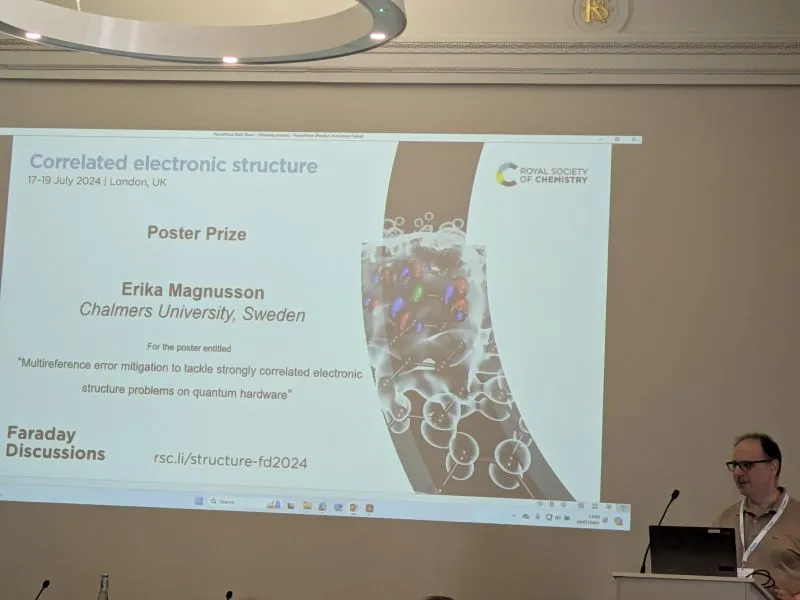 Correlated electronic structure
17–19 July 2024 | London, UK
ROYAL SOCIETY
OF CHEMISTRY
Poster Prize
Erika Magnusson
Chalmers University, Sweden
For the poster entitled
"Multireference error mitigation to tackle strongly correlated electronic
structure problems on quantum hardware"
Faraday
Discussions
rsc.li/structure-fd2024
Search